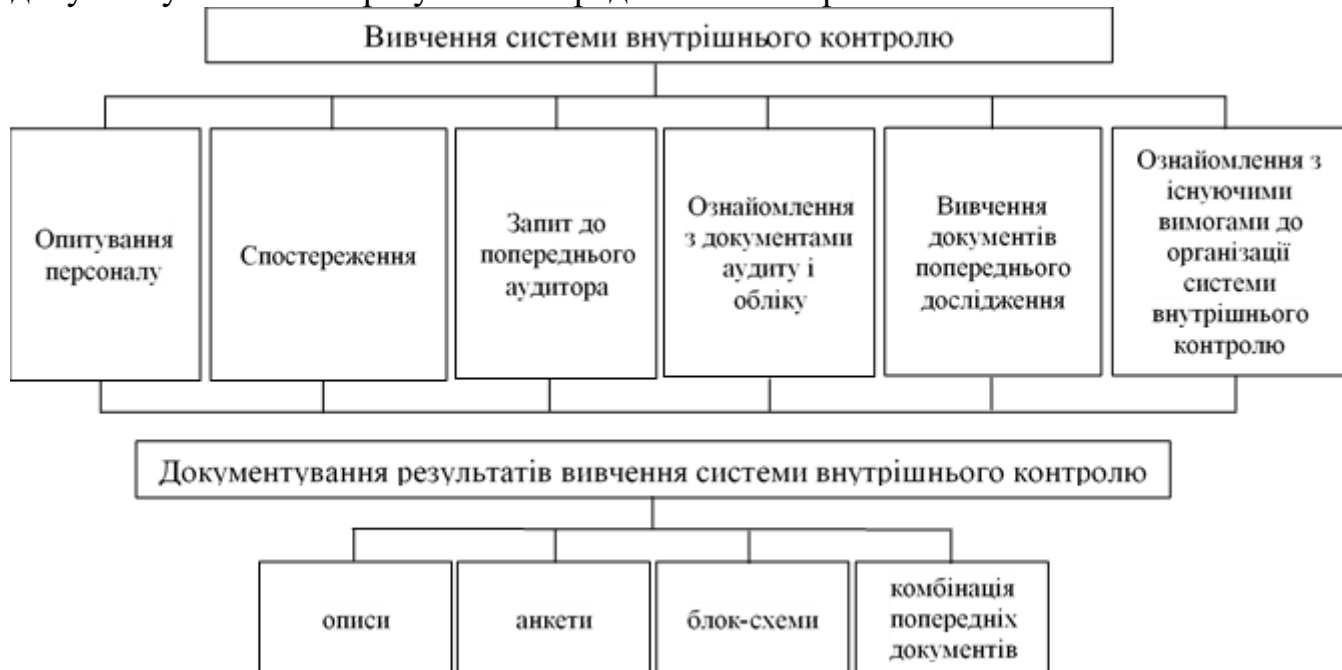 Вивчення системи внутрішнього контролю
Опитування
персоналу
Спостереження
Запит до
попереднього
аудитора
Ознайомлення
з документами
аудиту і
обліку
Вивчення
документів
попереднього
дослідження
Ознайомлення з
існуючими
вимогами до
організації
системи
внутрішнього
контролю
Документування результатів вивчення системи внутрішнього контролю
описи
анкети
блок-схеми
комбінація
попередніх
документів